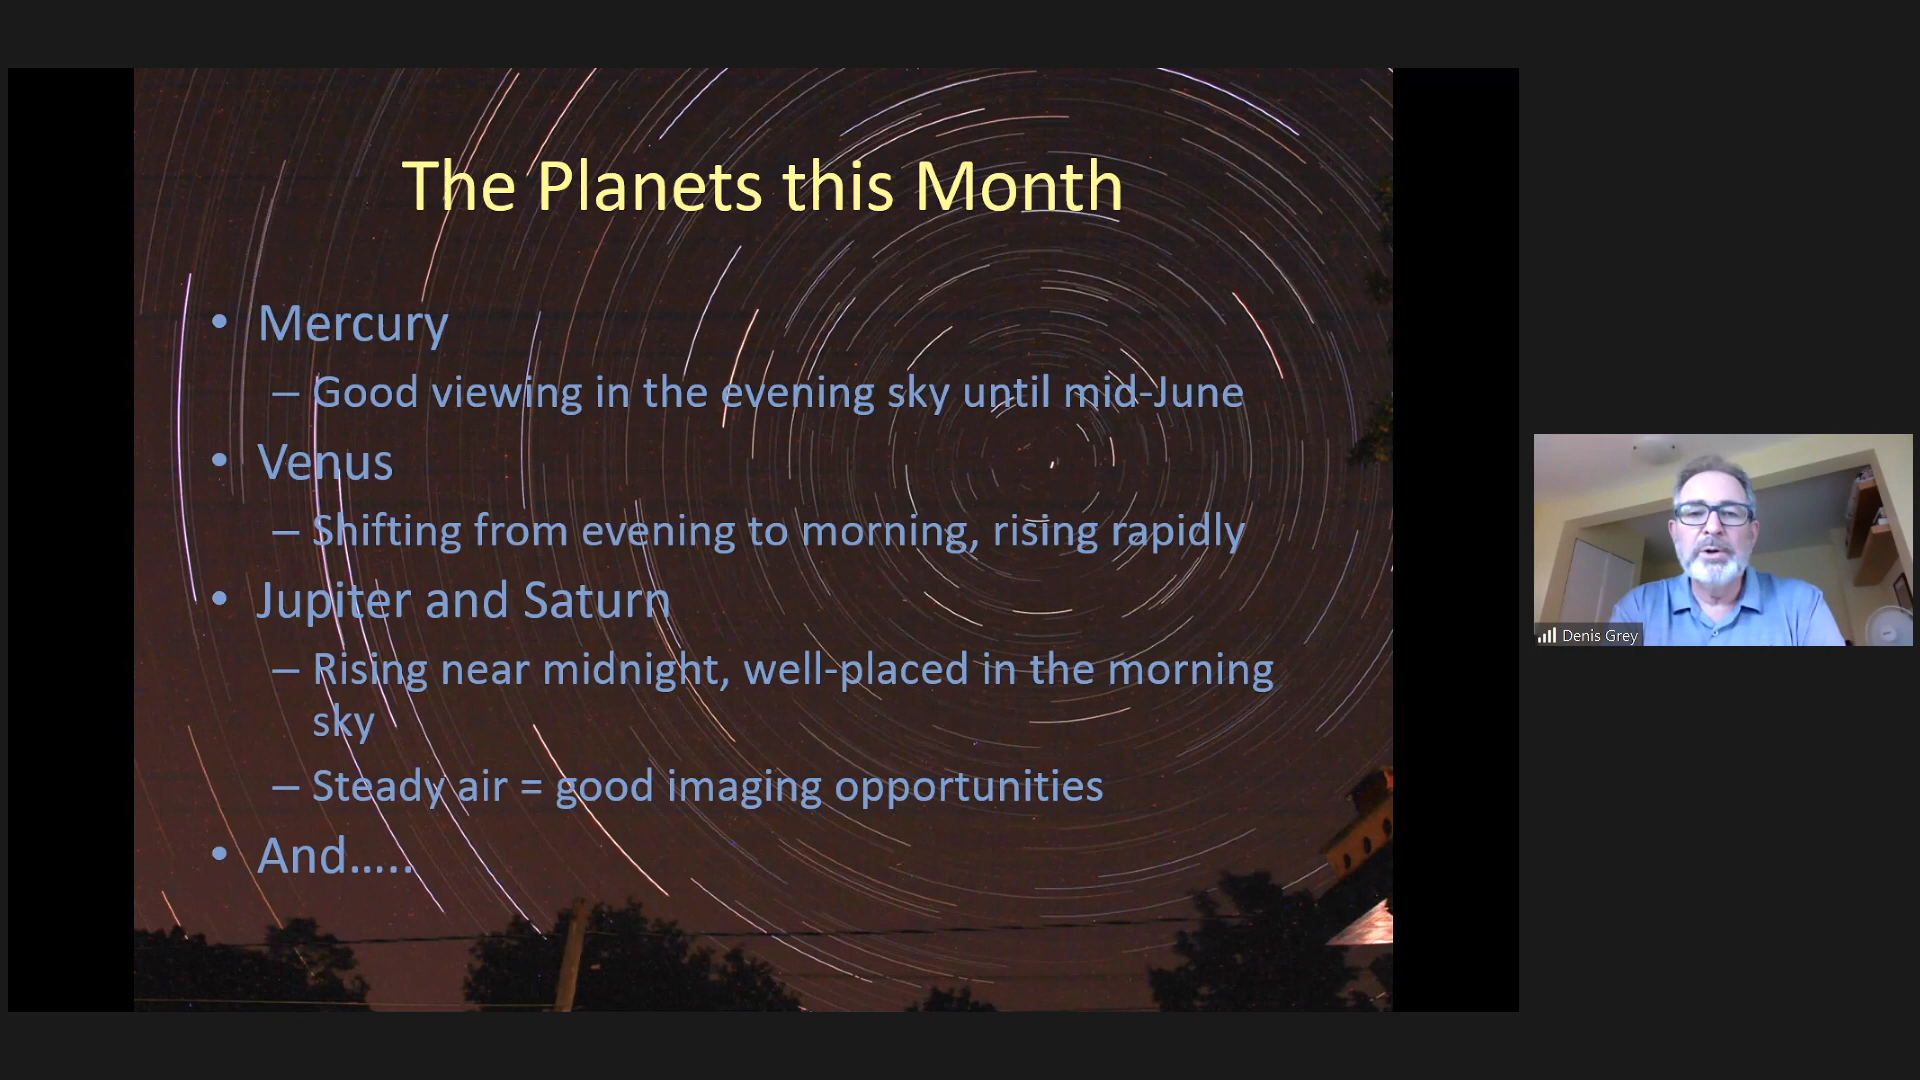 The Planets this Month
• Mercury
– Good viewing in the evening sky until mid-June
• Venus
– Shifting from evening to morning, rising rapidly
• Jupiter and Saturn
– Rising near midnight, well-placed in the morning
sky
– Steady air = good imaging opportunities
• And.....
Denis Grey